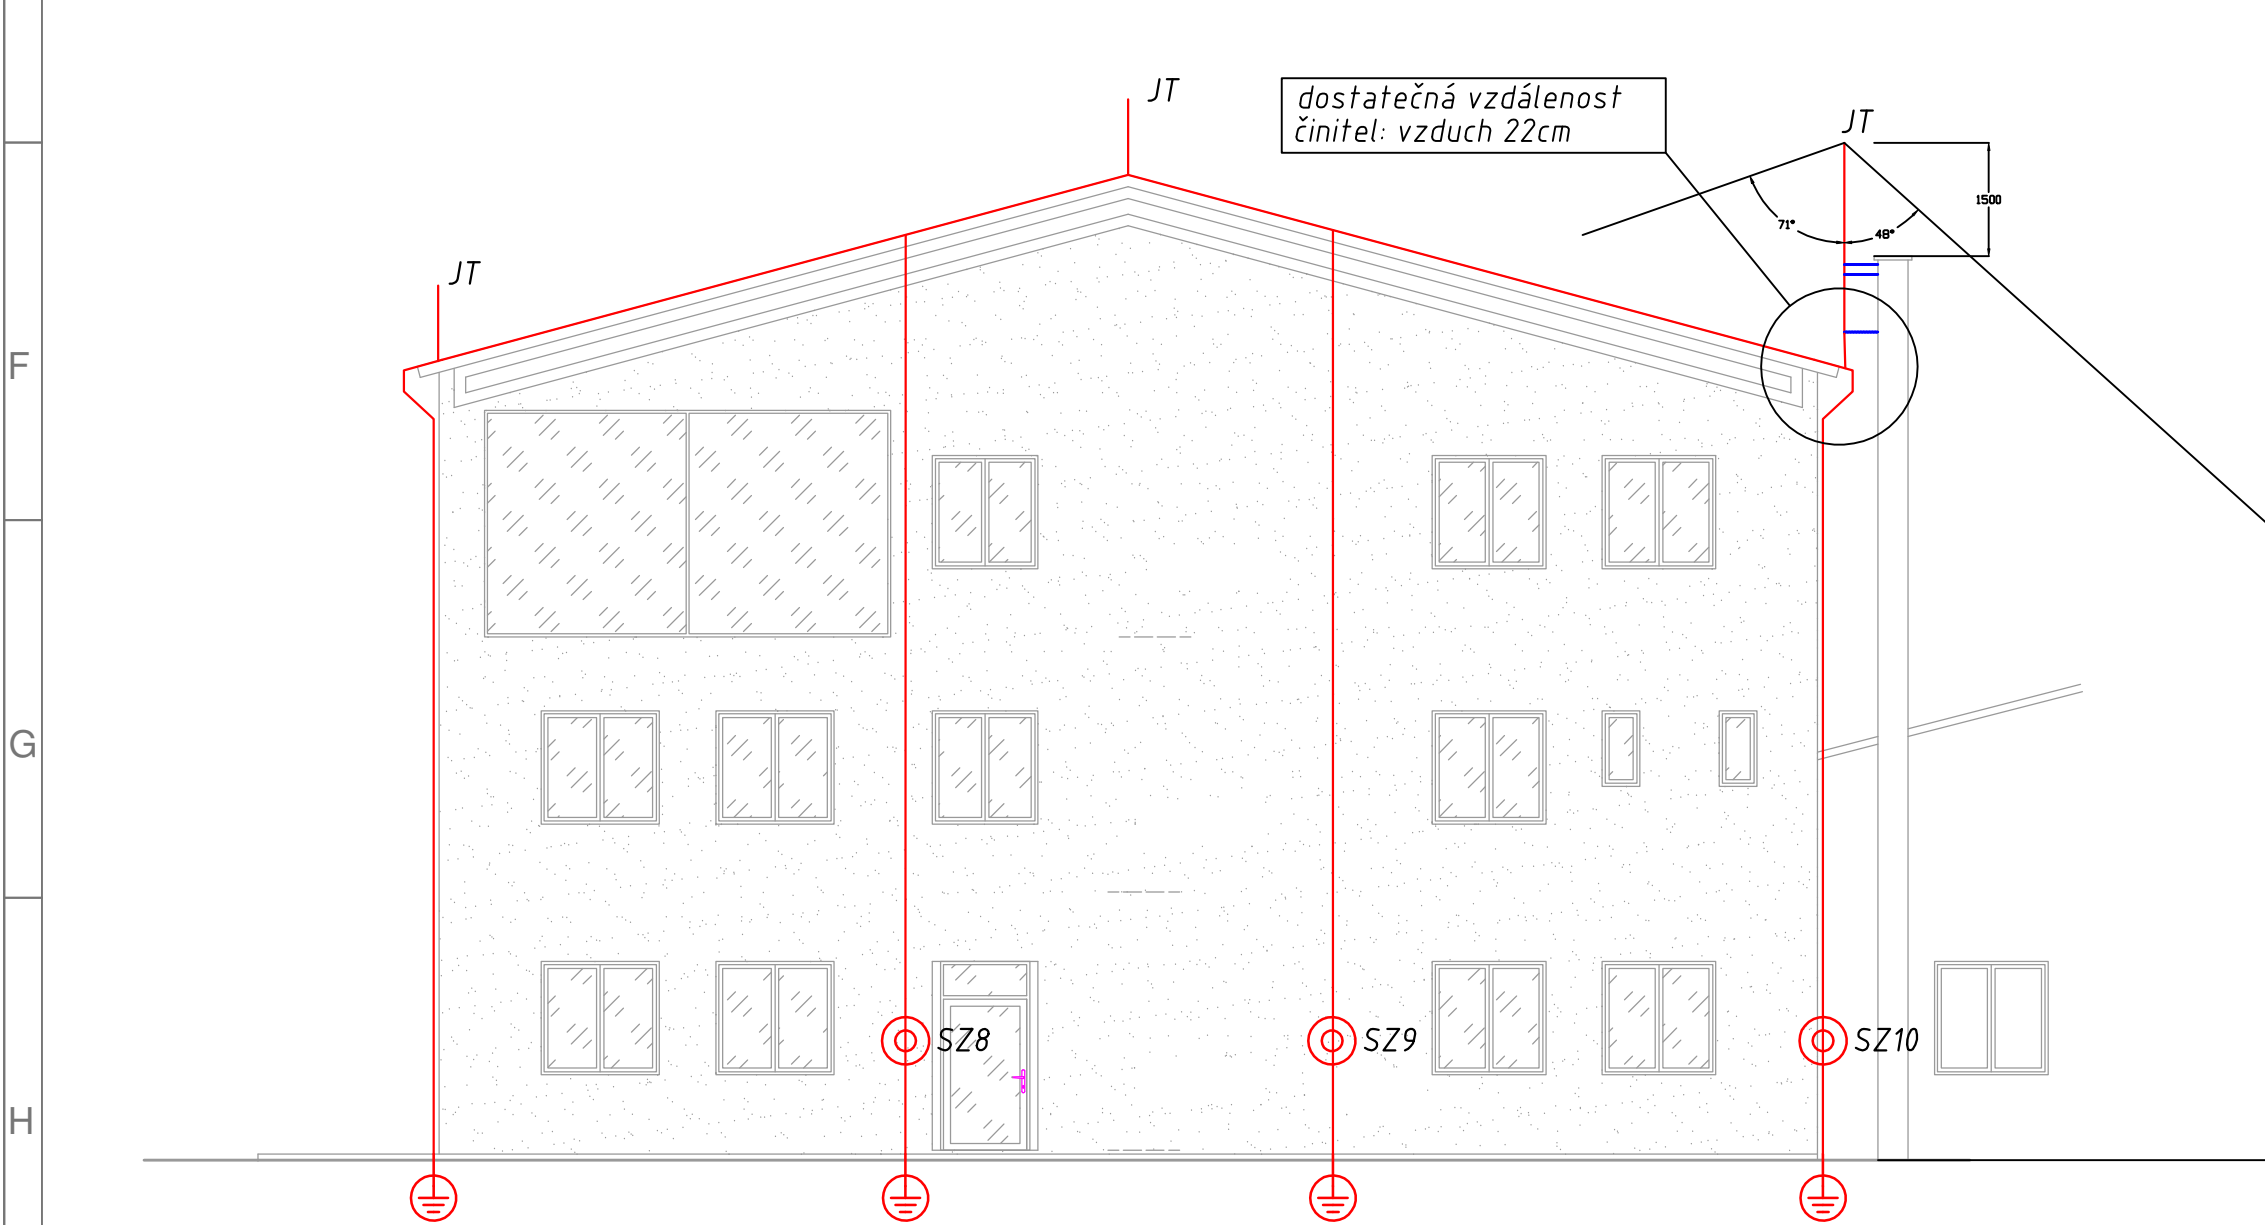 JT
dostatečná vzdálenost
činitel: vzduch 22cm
JT
1500
71°
48°
JT
F
G
SZ8
SZ9
SZ10
H